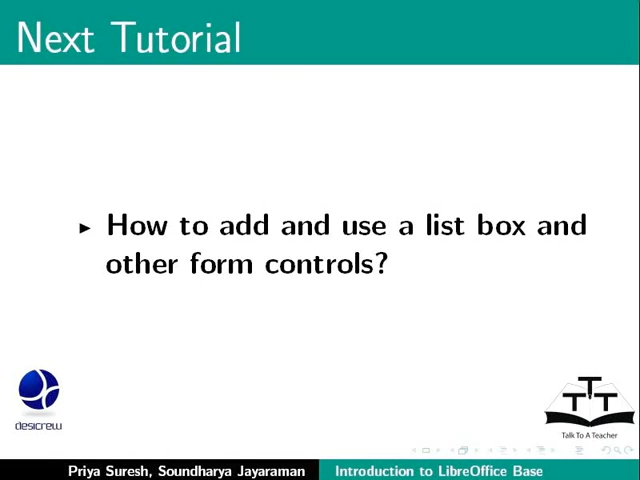 Next Tutorial
How to add and use a list box and
other form controls?
desicrew
T T T
Talk To A Teacher
Priya Suresh, Soundharya Jayaraman
Introduction to LibreOffice Base